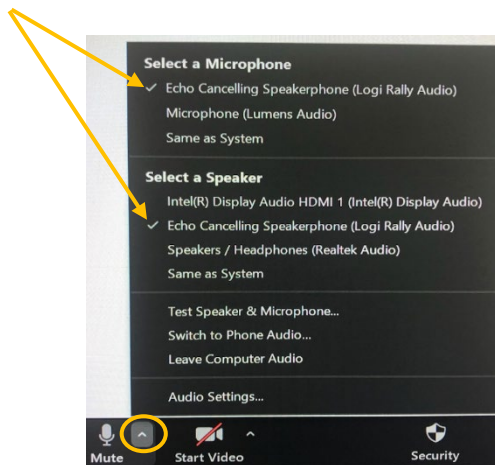 Select a Microphone
Echo Cancelling Speakerphone (Logi Rally Audio)
Microphone (Lumens Audio)
Same as System
Select a Speaker
Intel(R) Display Audio HDMI 1 (Intel(R) Display Audio)
Echo Cancelling Speakerphone (Logi Rally Audio)
Speakers / Headphones (Realtek Audio)
Same as System
Test Speaker & Microphone...
Switch to Phone Audio...
Leave Computer Audio
Audio Settings...
Mute Start Video Security